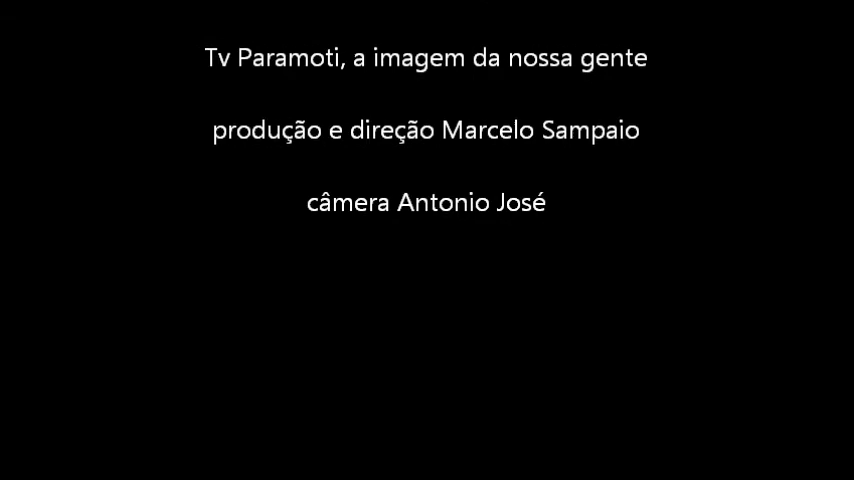 Tv Paramoti, a imagem da nossa gente
produção e direção Marcelo Sampaio
câmera Antonio José